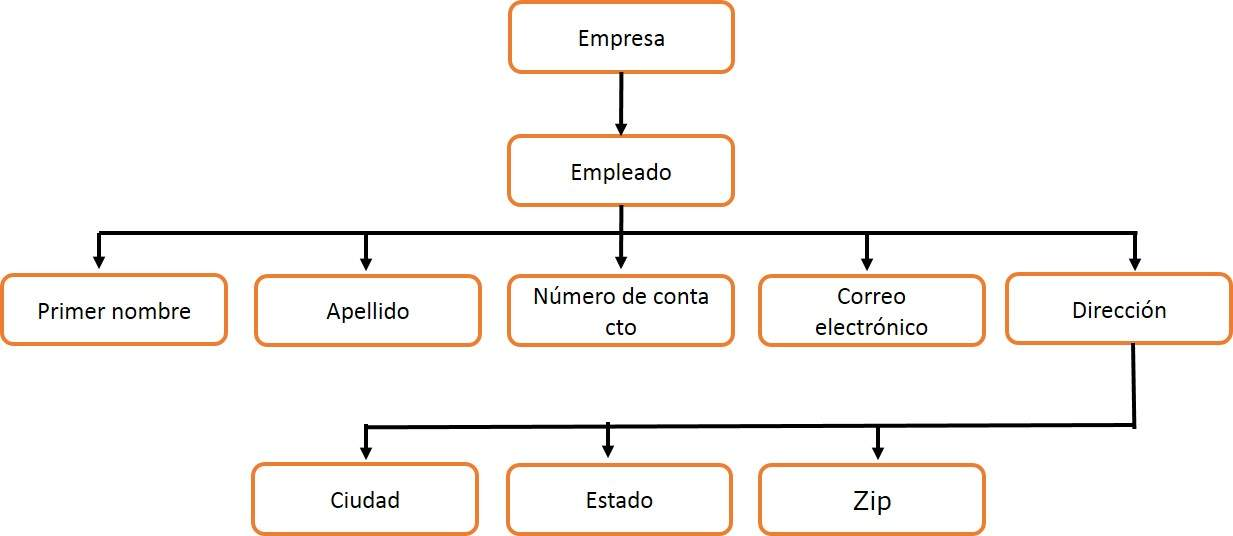 Empresa
Empleado
Primer nombre
Apellido
Número de conta
cto
Correo
electrónico
Dirección
Ciudad
Estado
Zip